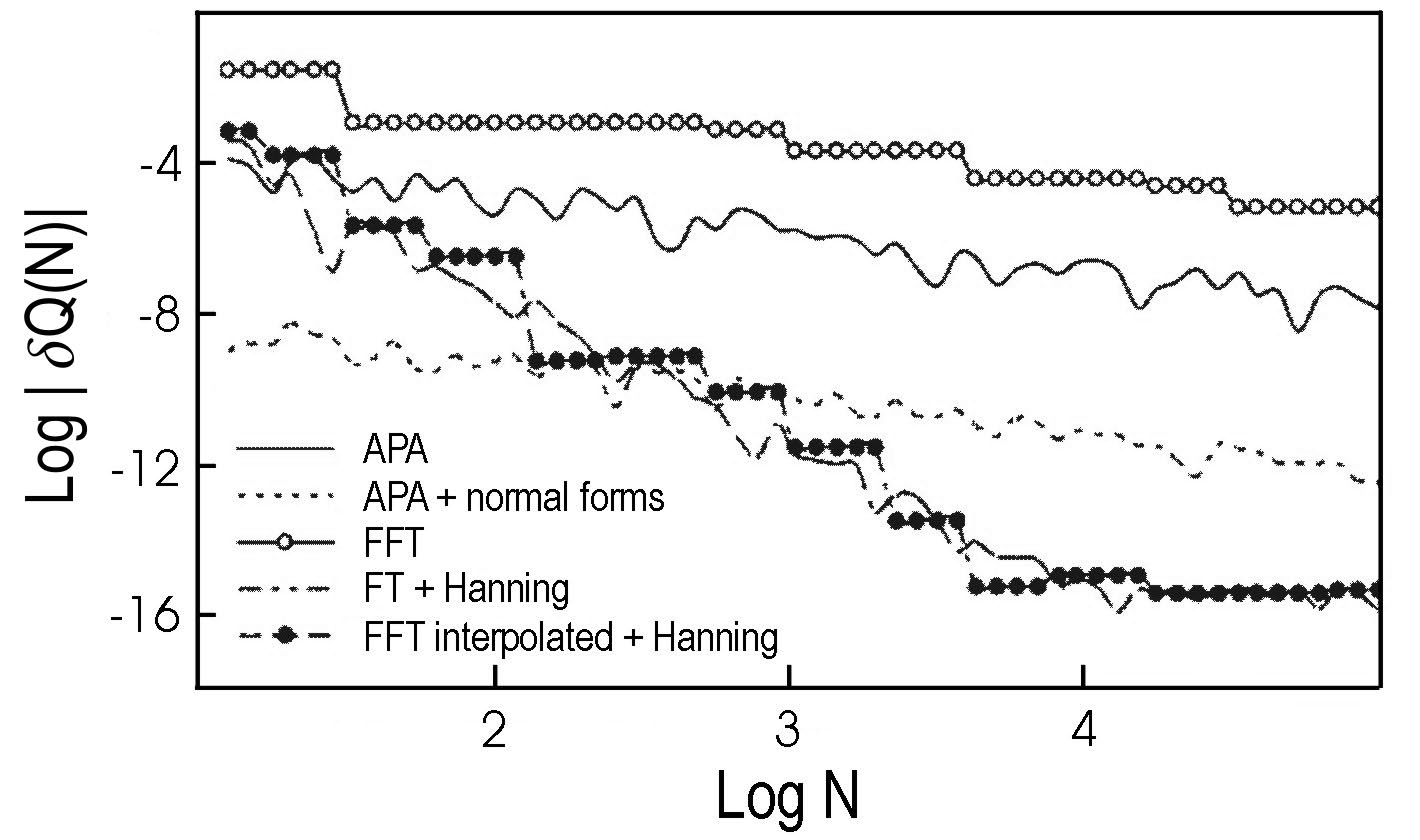 Log | δQ(N)|
-4
-8
-12
-16
APA
APA + normal forms
FFT
FT + Hanning
FFT interpolated + Hanning
2 3 4
Log N